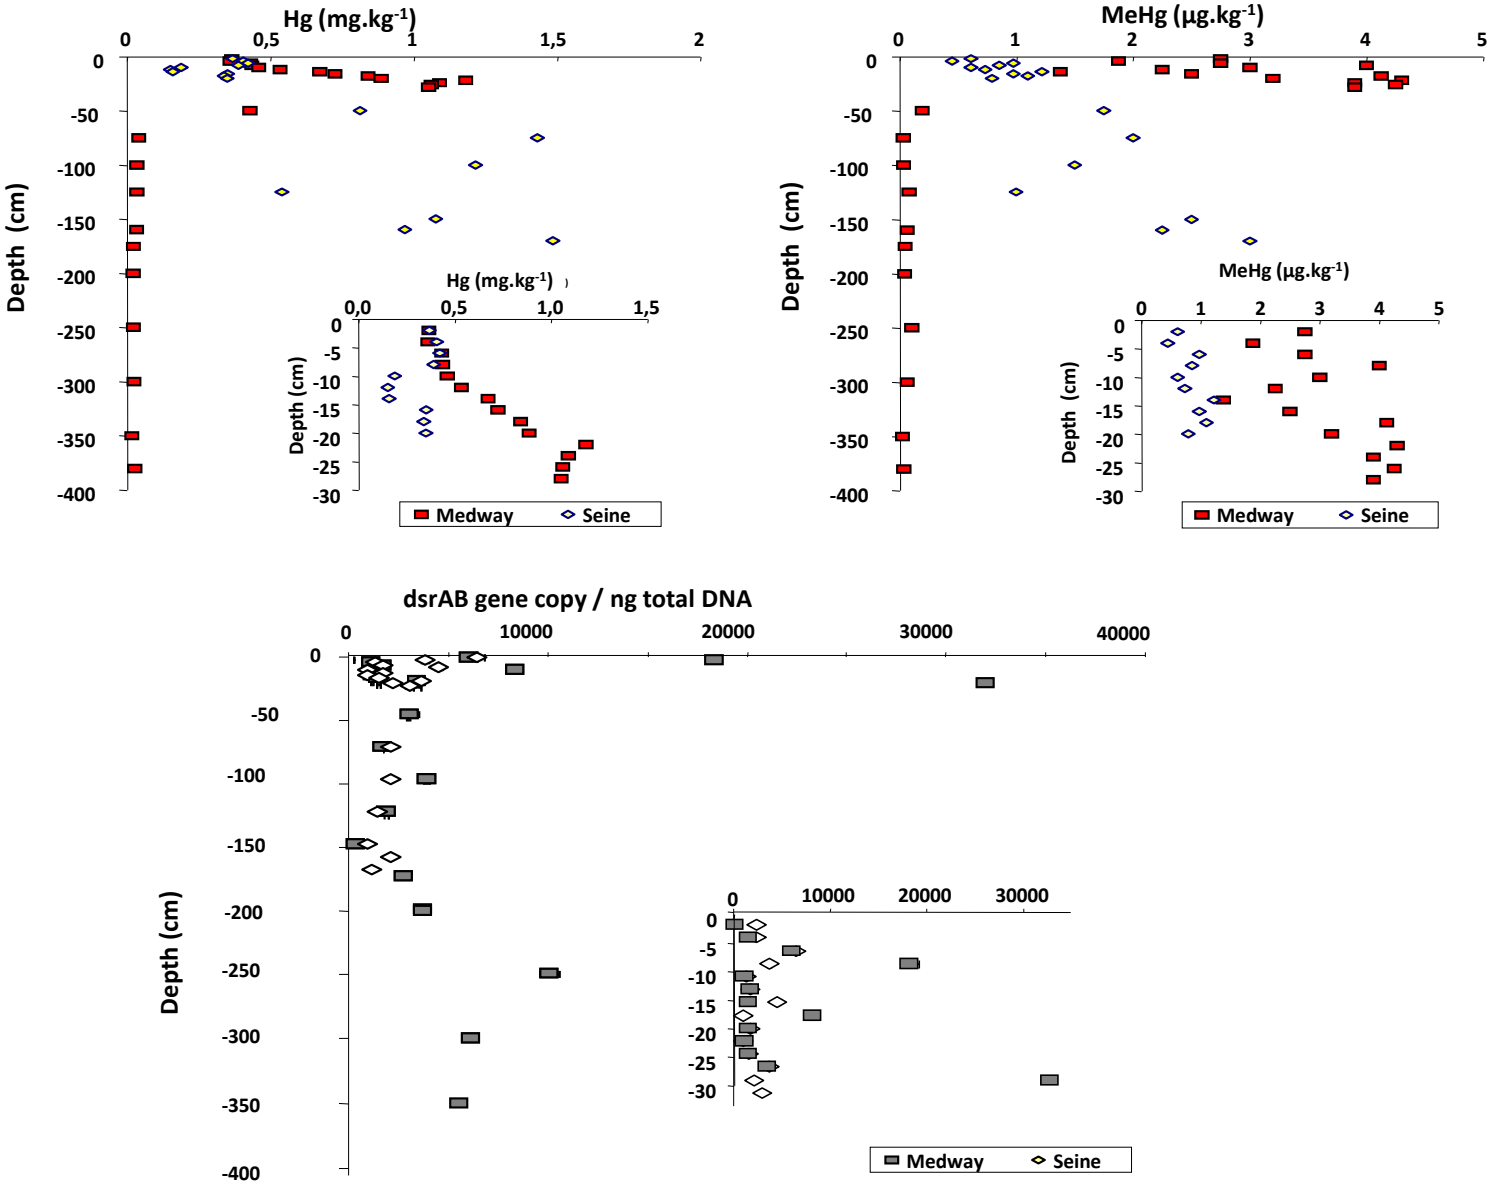 Hg (mg.kg-1)
0 0,5 1 1,5 2
0
-50
-100
-150
-200
-250
-300
-350
-400
Depth (cm)
Hg (mg.kg-1) )
0,0 0,5 1,0 1,5
0
-5
-10
-15
-20
-25
-30
Depth (cm)
Medway Seine
MeHg (µg.kg-1)
0 1 2 3 4 5
0
-50
-100
-150
-200
-250
-300
-350
-400
Depth (cm)
MeHg (µg.kg-1)
0 1 2 3 4 5
0
-5
-10
-15
-20
-25
-30
Depth (cm)
Medway Seine
dsrAB gene copy / ng total DNA
0 10000 20000 30000 40000
0
-50
-100
-150
-200
-250
-300
-350
-400
Depth (cm)
0 10000 20000 30000
0
-5
-10
-15
-20
-25
-30
Medway Seine